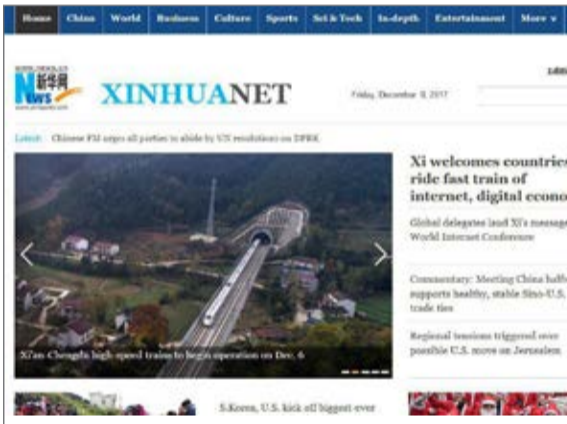 Home China World Business Culture Sports Sci & Tech In-depth Entertainment More
新华网
NEWS
XINHUANET
Friday, December 8, 2017
Latest Chinese FM urges all parties to abide by UN resolutions on DPRK
Xi welcomes countries
ride fast train of
internet, digital econo
Global delegates laud Xi's message
World Internet Conference
Commentary: Meeting China halfw
supports healthy, stable Sino-U.S.
trade ties
Regional tensions triggered over
possible U.S. move on Jerusalem
Xi'an-Chengdu high-speed trains to begin operation on Dec. 6
S.Korea, U.S. kick off biggest-ever